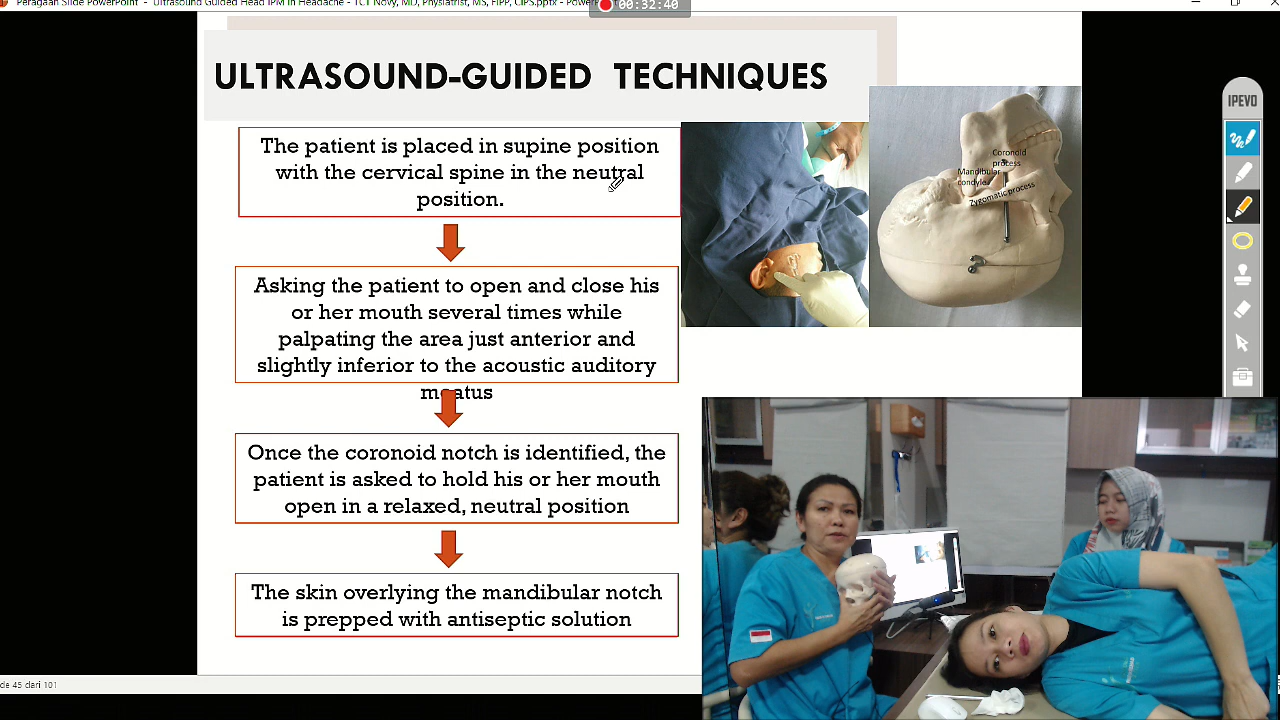 Peragaan Slide PowerPoint - Ultrasound Guided Head IPM in Headache - TCT Novy, MD, Physiatrist, MS, FIPP, CIPS.pptx - PowerPo
00:32:40
ULTRASOUND-GUIDED TECHNIQUES
The patient is placed in supine position
with the cervical spine in the neutral
position.
Asking the patient to open and close his
or her mouth several times while
palpating the area just anterior and
slightly inferior to the acoustic auditory
meatus
Once the coronoid notch is identified, the
patient is asked to hold his or her mouth
open in a relaxed, neutral position
The skin overlying the mandibular notch
is prepped with antiseptic solution
Coronoid
process
Mandibular
condyle
Zygomatic process
IPEVO
de 45 dari 101